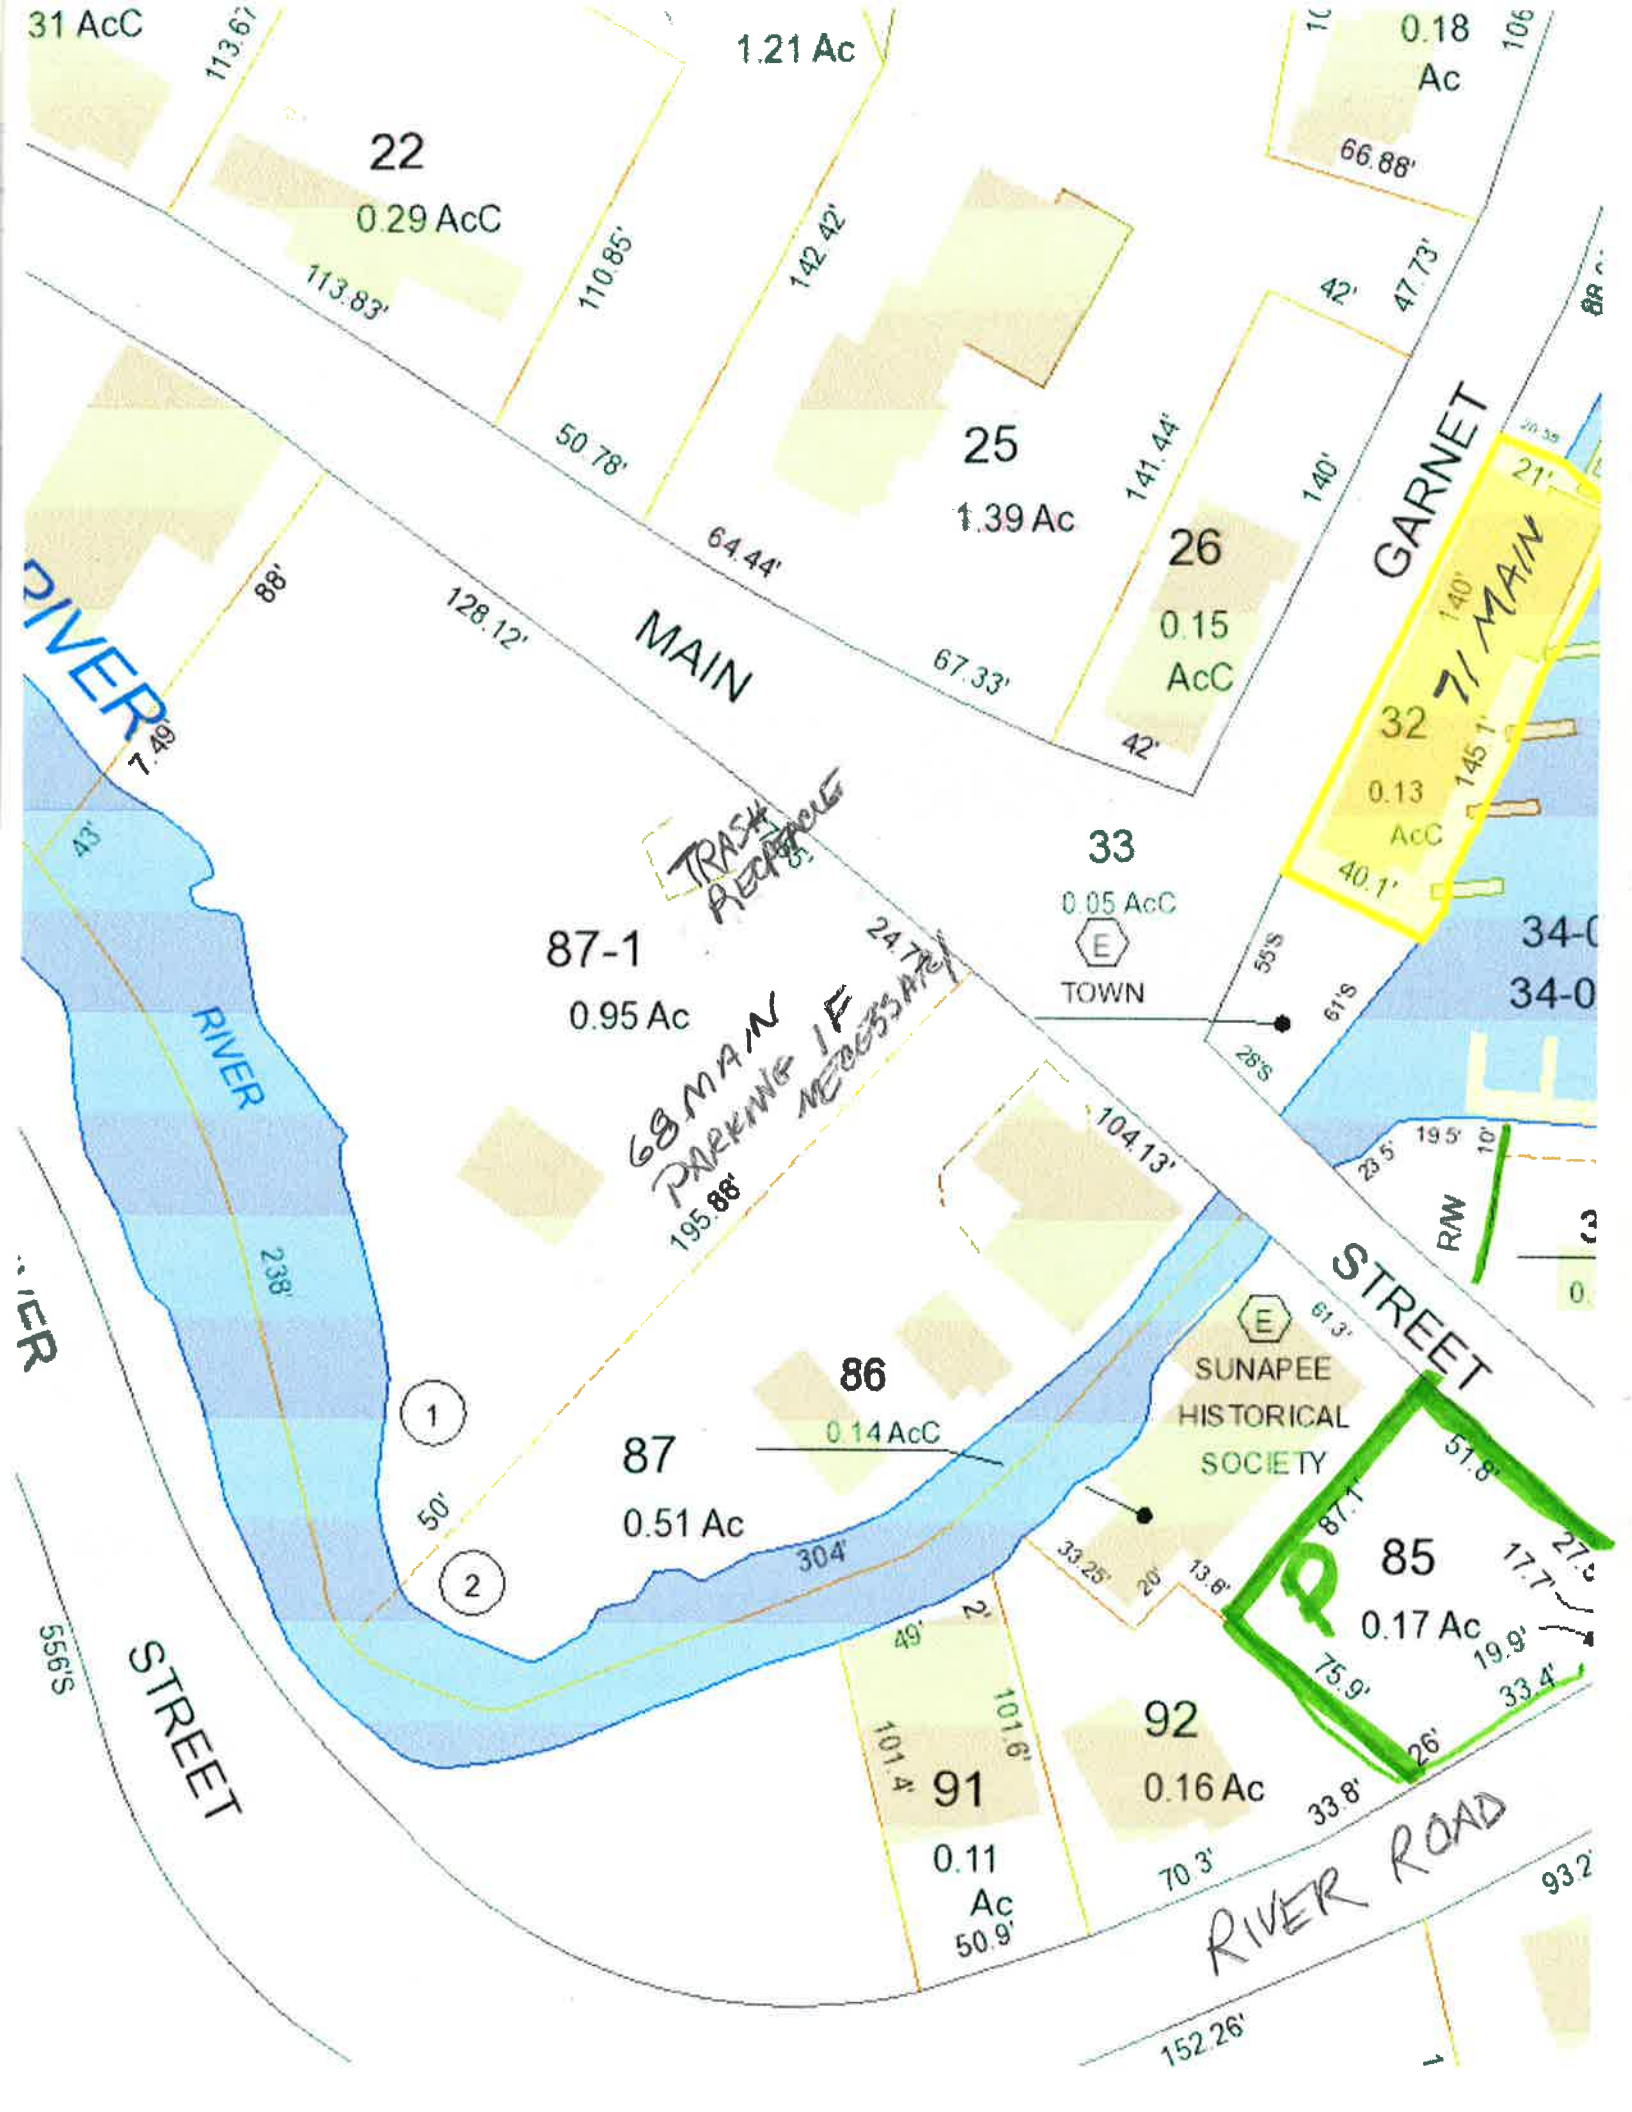 31 AcC
113.67
1.21 Ac
0.18
Ac
106
22
0.29 AcC
113.83'
110.85'
142.42'
66.88'
42'
47.73'
50.78'
25
1.39 Ac
141.44'
140'
GARNET
21'
26
0.15
AcC
64.44'
88'
128.12'
MAIN
67.33'
42'
140'
71 MAIN
32
145.1'
0.13
AcC
40.1'
RIVER
7.49'
43'
TRASH
RECEPTACLE
33
0.05 AcC
E
TOWN
55'S
61'S
28'S
34-0
34-0
87-1
0.95 Ac
24.7
68 MAIN
PARKING IF
NECESSARY
195.88'
RIVER
238'
104.13'
19.5'
10'
23.5'
R/W
STREET
61.3'
E
SUNAPEE
HISTORICAL
SOCIETY
86
0.14 AcC
87
0.51 Ac
1
50'
2
304'
33.25'
20'
13.6'
51.8'
87.1'
P
85
0.17 Ac
17.7'
27.5
19.9'
33.4'
75.9'
26'
2'
49'
101.4'
101.6'
91
0.11
Ac
50.9'
92
0.16 Ac
33.8'
70.3'
RIVER ROAD
93.2'
152.26'
1
556'S
STREET